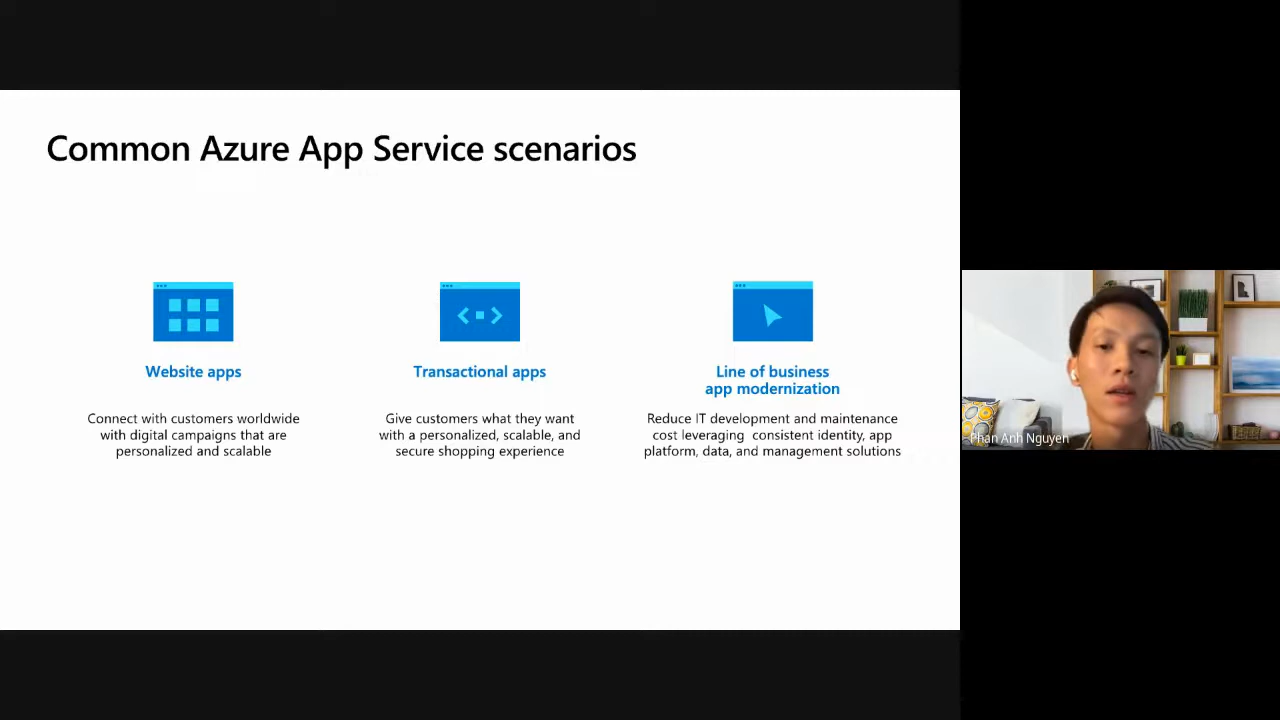 Common Azure App Service scenarios
Website apps
Connect with customers worldwide
with digital campaigns that are
personalized and scalable
Transactional apps
Give customers what they want
with a personalized, scalable, and
secure shopping experience
Line of business
app modernization
Reduce IT development and maintenance
cost leveraging consistent identity, app
platform, data, and management solutions
Phan Anh Nguyen